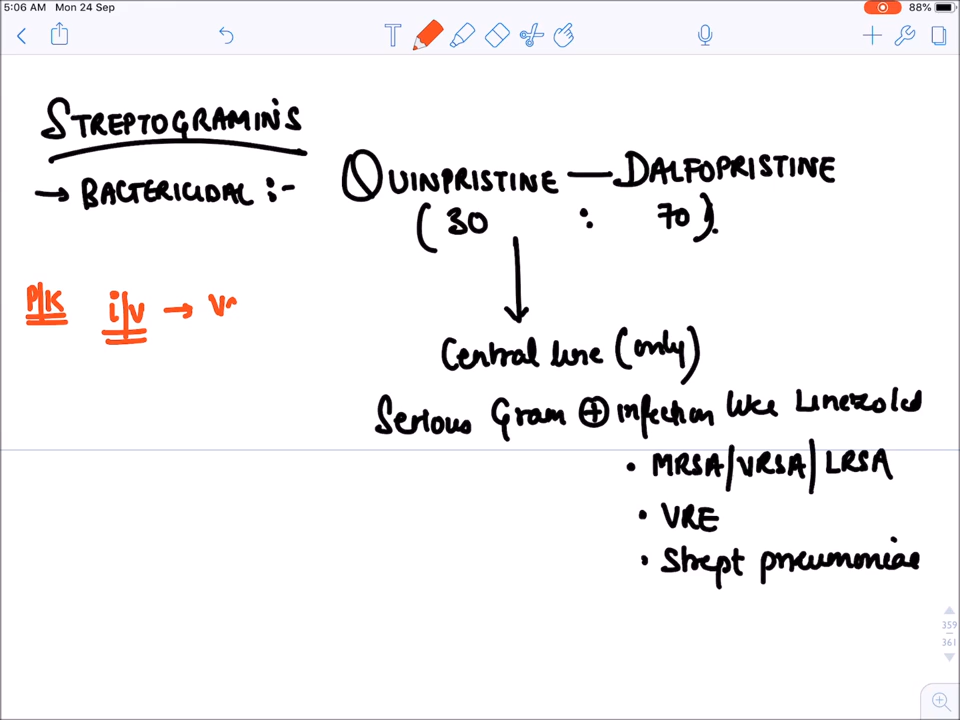 5:06 AM Mon 24 Sep 88%
STREPTOGRAMINS
→ BACTERICIDAL :- QUINPRISTINE — DALFOPRISTINE
(30 : 70).
P/K i/v →
Central line (only)
Serious Gram ⊕ infection like Linezolid
• MRSA/VRSA/LRSA
• VRE
• Strept pneumoniae
359
361